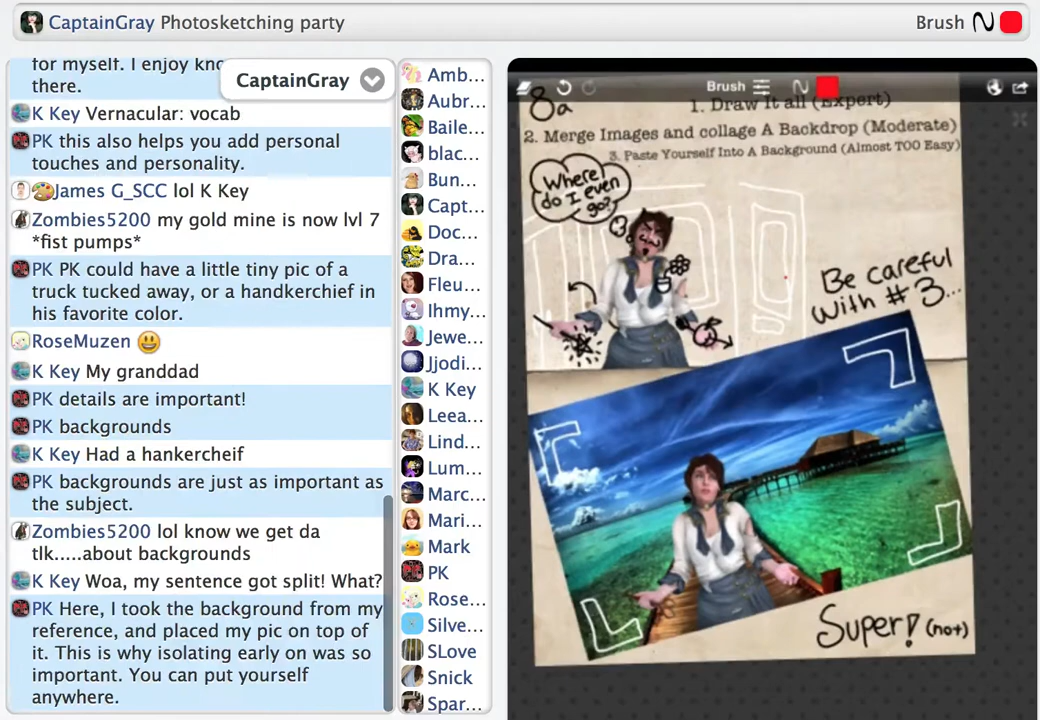 CaptainGray Photosketching party
Brush
for myself. I enjoy
there.
CaptainGray
K Key Vernacular: vocab
PK this also helps you add personal
touches and personality.
James G_SCC lol K Key
Zombies5200 my gold mine is now lvl 7
*fist pumps*
PK PK could have a little tiny pic of a
truck tucked away, or a handkerchief in
his favorite color.
RoseMuzen
K Key My granddad
PK details are important!
PK backgrounds
K Key Had a hankercheif
PK backgrounds are just as important as
the subject.
Zombies5200 lol know we get da
tlk.....about backgrounds
K Key Woa, my sentence got split! What?
PK Here, I took the background from my
reference, and placed my pic on top of
it. This is why isolating early on was so
important. You can put yourself
anywhere.
Amb...
Aubr...
Baile...
blac...
Bun...
Capt...
Doc...
Dra...
Fleu...
Ihmy...
Jewe...
Jjodi...
K Key
Leea...
Lind...
Lum...
Marc...
Mari...
Mark
PK
Rose...
Silve...
SLove
Snick
Spar...
Brush
8a
1. Draw It all (Expert)
2. Merge Images and collage A Backdrop (Moderate)
3. Paste Yourself Into A Background (Almost TOO Easy)
Where
do I even
go?
Be careful
with #3...
Super! (not)